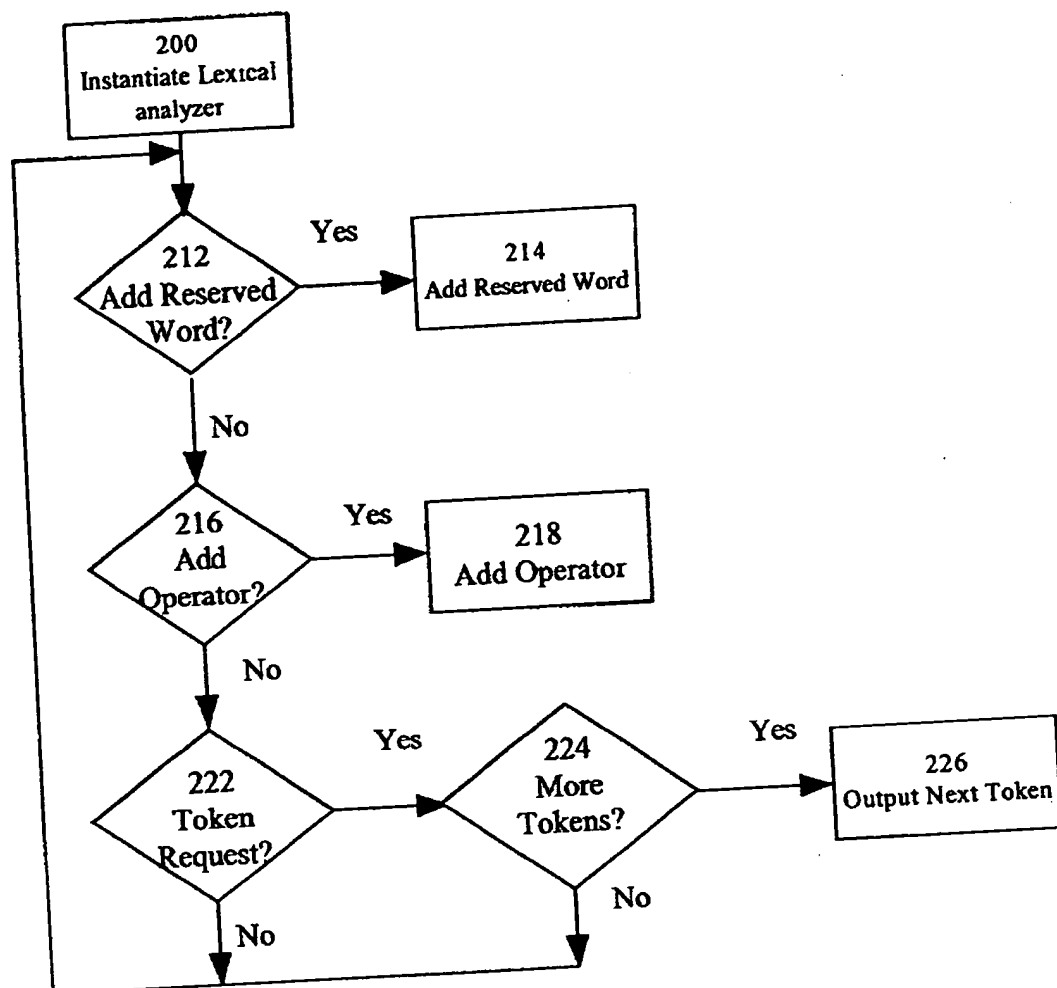 200
Instantiate Lexical
analyzer
212
Add Reserved
Word?
Yes
214
Add Reserved Word
No
216
Add
Operator?
Yes
218
Add Operator
No
222
Token
Request?
Yes
224
More
Tokens?
Yes
226
Output Next Token
No
No